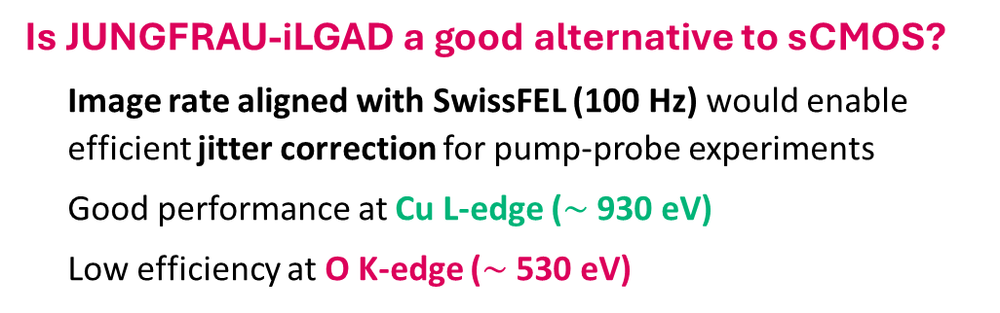 Is JUNGFRAU-iLGAD a good alternative to sCMOS?
Image rate aligned with SwissFEL (100 Hz) would enable
efficient jitter correction for pump-probe experiments
Good performance at Cu L-edge (~ 930 eV)
Low efficiency at O K-edge (~ 530 eV)